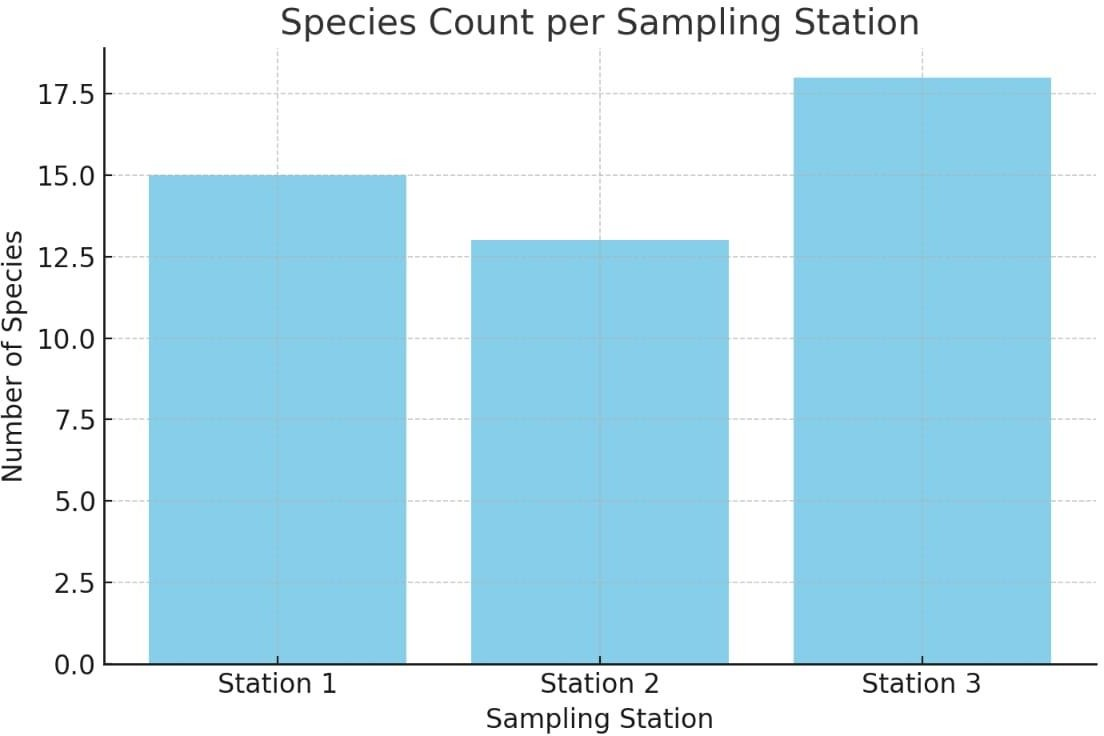 Species Count per Sampling Station
Number of Species
17.5
15.0
12.5
10.0
7.5
5.0
2.5
0.0
Station 1 Station 2 Station 3
Sampling Station